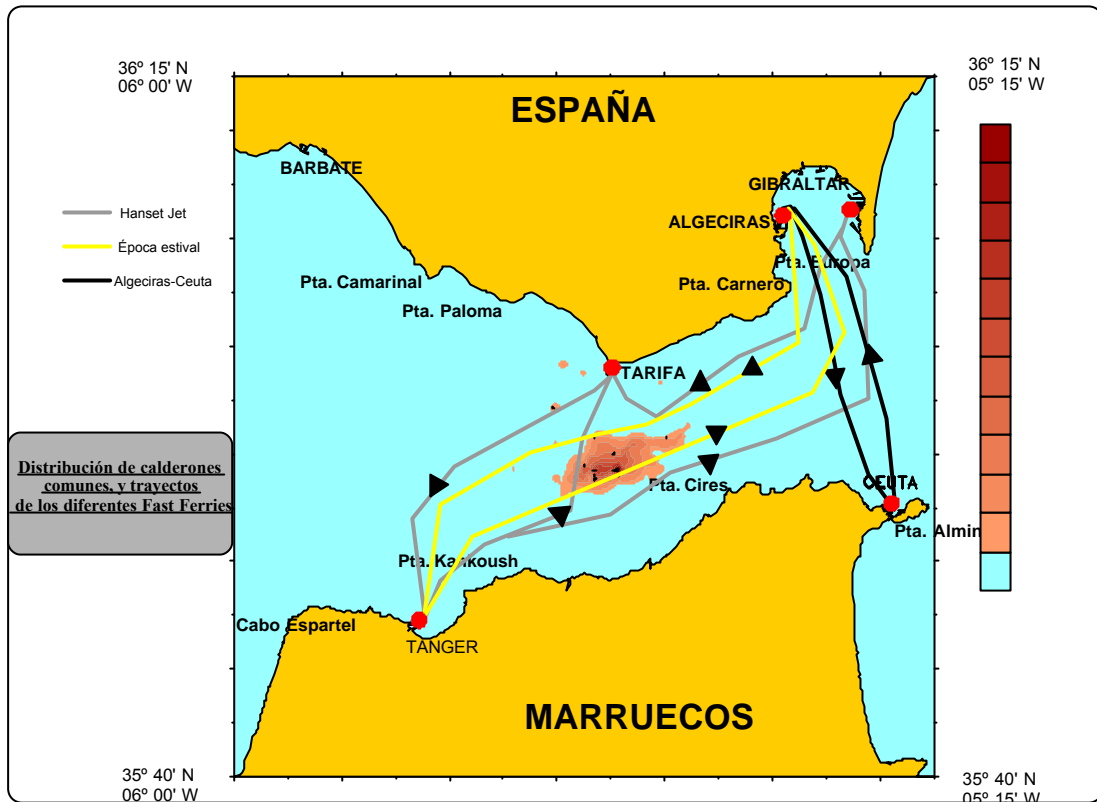 36º 15' N
06º 00' W
36º 15' N
05º 15' W
ESPAÑA
BARBATE
GIBRALTAR
Hanset Jet
ALGECIRAS
Época estival
Pta. Europa
Algeciras-Ceuta
Pta. Camarinal
Pta. Carnero
Pta. Paloma
TARIFA
Distribución de calderones
comunes, y trayectos
de los diferentes Fast Ferries
Pta. Cires
CEUTA
Pta. Almin
Pta. Kankoush
Cabo Espartel
TANGER
MARRUECOS
35º 40' N
06º 00' W
35º 40' N
05º 15' W